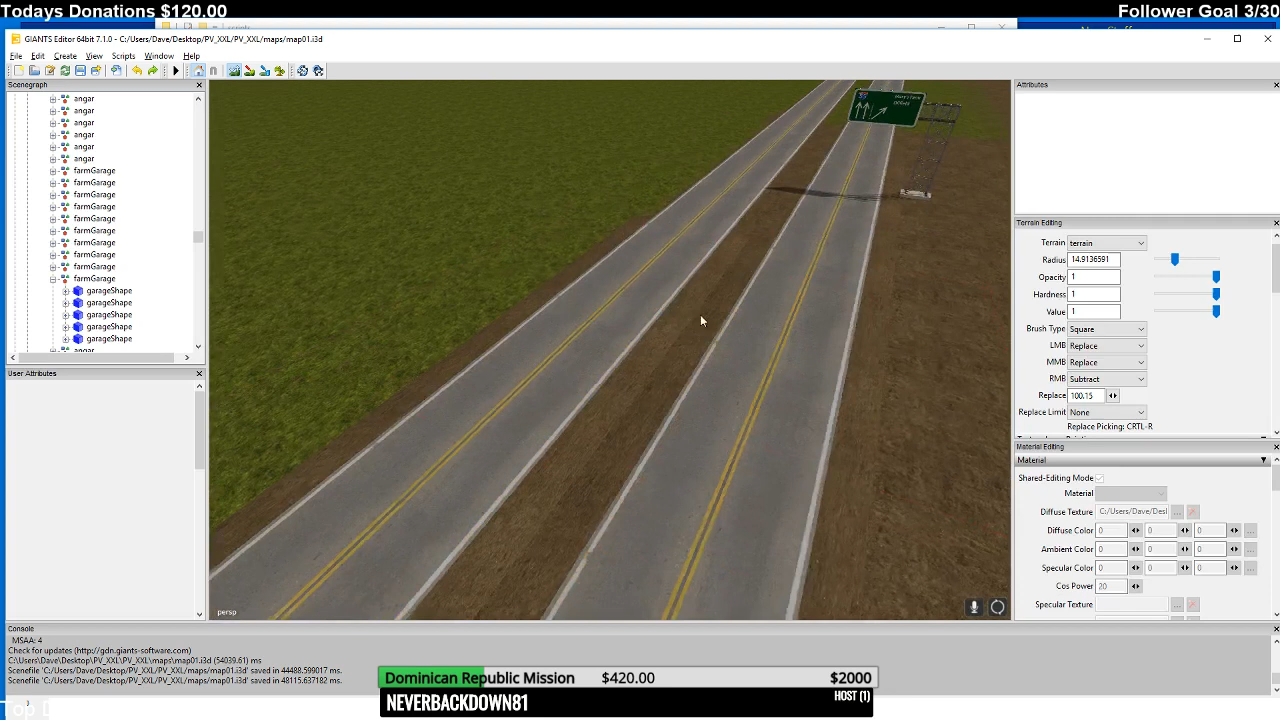 Todays Donations $120.00
Follower Goal 3/30
GIANTS Editor 64bit 7.1.0 - C:/Users/Dave/Desktop/PV_XXL/PV_XXL/maps/map01.i3d
File Edit Create View Scripts Window Help
Scenegraph
angar
angar
angar
angar
angar
angar
farmGarage
farmGarage
farmGarage
farmGarage
farmGarage
farmGarage
farmGarage
farmGarage
farmGarage
farmGarage
garageShape
garageShape
garageShape
garageShape
garageShape
angar
User Attributes
persp
Attributes
Terrain Editing
Terrain terrain
Radius 14.9136591
Opacity 1
Hardness 1
Value 1
Brush Type Square
LMB Replace
MMB Replace
RMB Subtract
Replace 100.15
Replace Limit None
Replace Picking: CRTL-R
Material Editing
Material
Shared-Editing Mode
Material
Diffuse Texture C:/Users/Dave/Desl ...
Diffuse Color 0 0 0 ...
Ambient Color 0 0 0 ...
Specular Color 0 0 0 ...
Cos Power 20
Specular Texture ...
Console
MSAA: 4
Check for updates (http://gdn.giants-software.com)
C:\Users\Dave\Desktop\PV_XXL\PV_XXL\maps\map01.i3d (54039.61) ms
Scenefile 'C:/Users/Dave/Desktop/PV_XXL/PV_XXL/maps/map01.i3d' saved in 44488.599017 ms.
Scenefile 'C:/Users/Dave/Desktop/PV_XXL/PV_XXL/maps/map01.i3d' saved in 48115.637182 ms.
Dominican Republic Mission $420.00 $2000
NEVERBACKDOWN81 HOST (1)
Top D